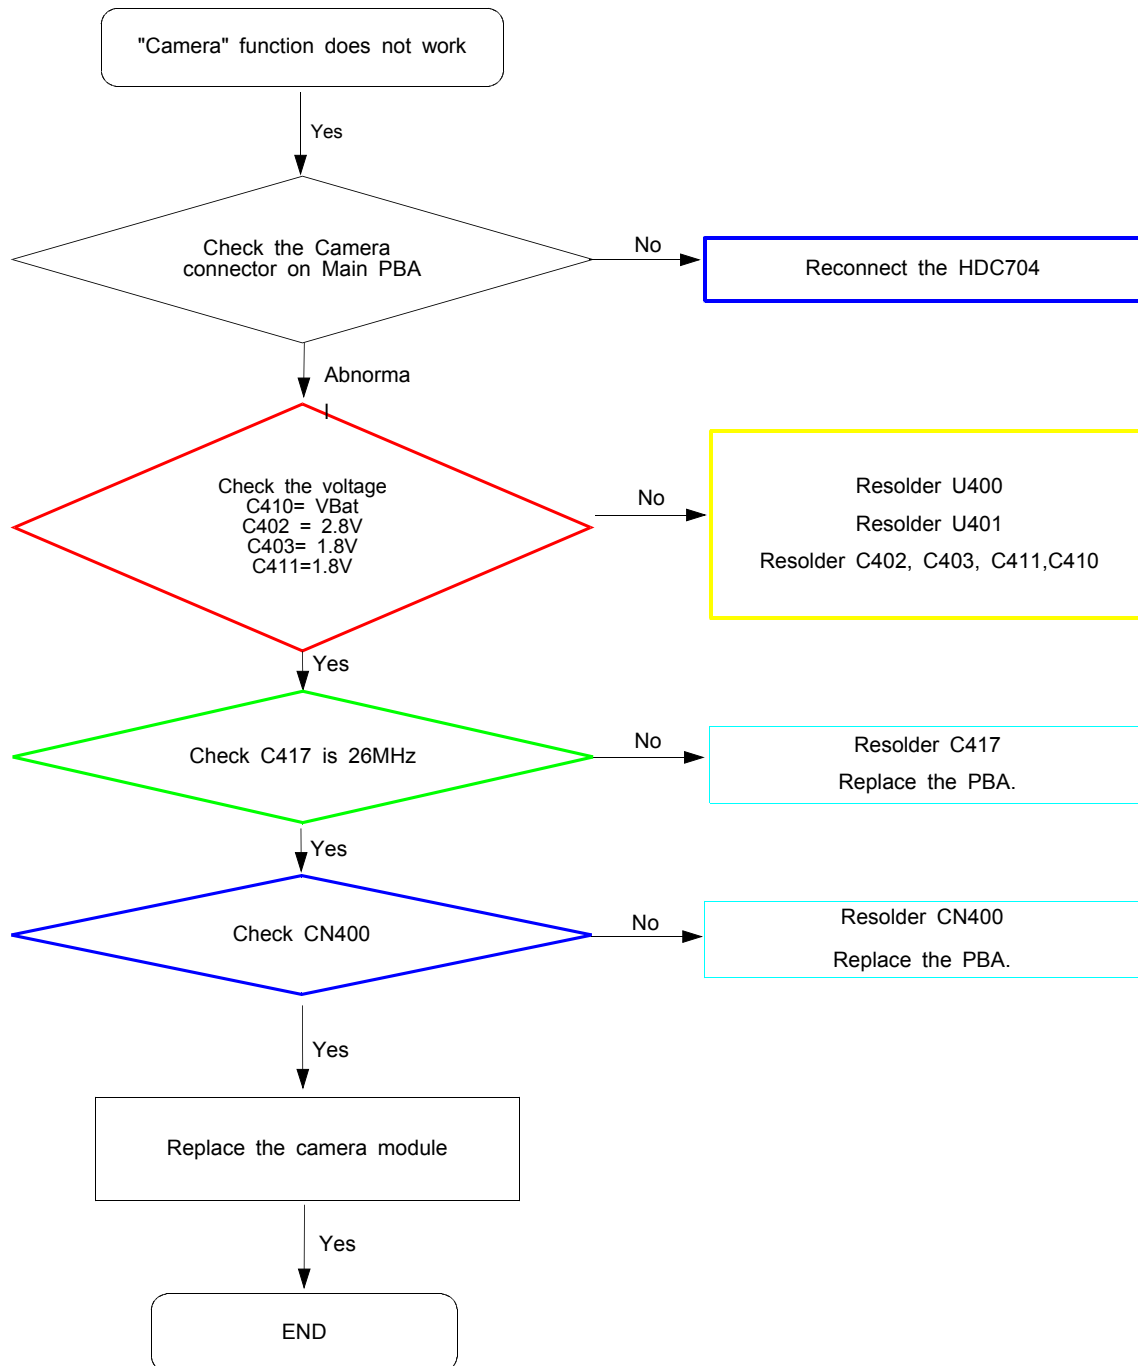 "Camera" function does not work
Yes
Check the Camera
connector on Main PBA
No
Reconnect the HDC704
Abnorma
l
Check the voltage
C410= VBat
C402 = 2.8V
C403= 1.8V
C411=1.8V
No
Resolder U400
Resolder U401
Resolder C402, C403, C411,C410
Yes
Check C417 is 26MHz
No
Resolder C417
Replace the PBA.
Yes
Check CN400
No
Resolder CN400
Replace the PBA.
Yes
Replace the camera module
Yes
END